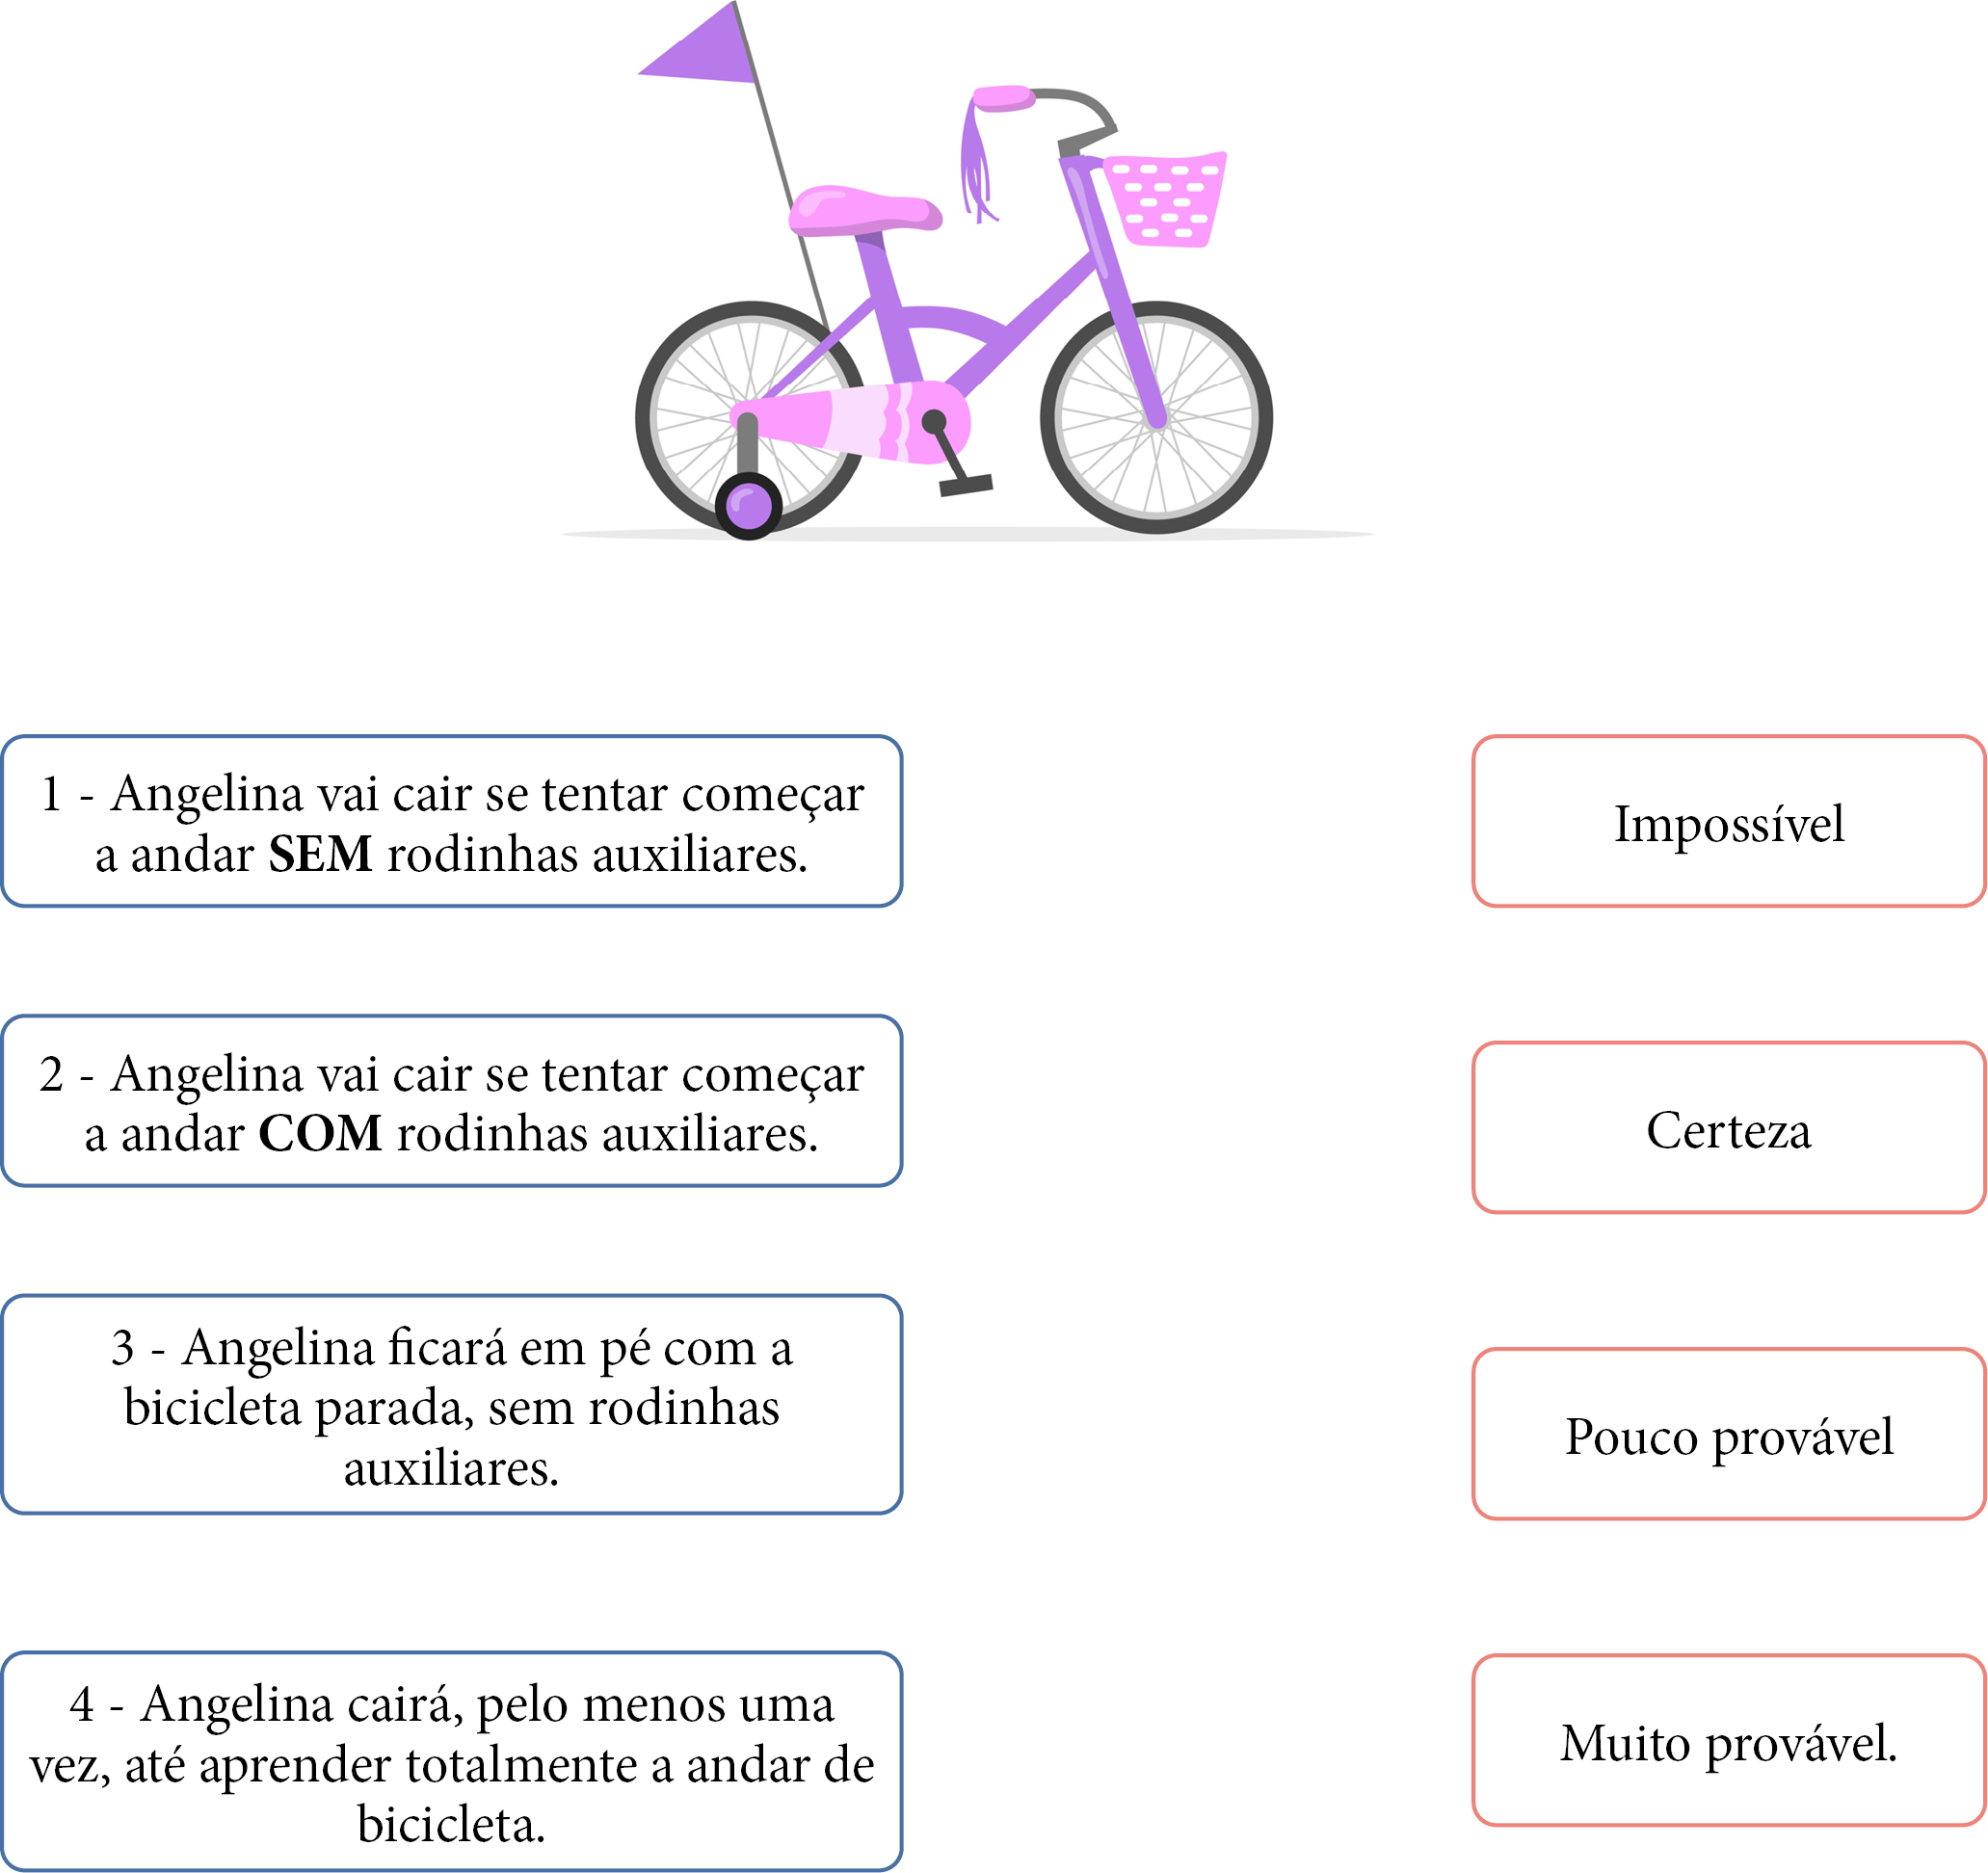 1 - Angelina vai cair se tentar começar
a andar SEM rodinhas auxiliares.
Impossível
2 - Angelina vai cair se tentar começar
a andar COM rodinhas auxiliares.
Certeza
3 - Angelina ficará em pé com a
bicicleta parada, sem rodinhas
auxiliares.
Pouco provável
4 - Angelina cairá, pelo menos uma
vez, até aprender totalmente a andar de
bicicleta.
Muito provável.